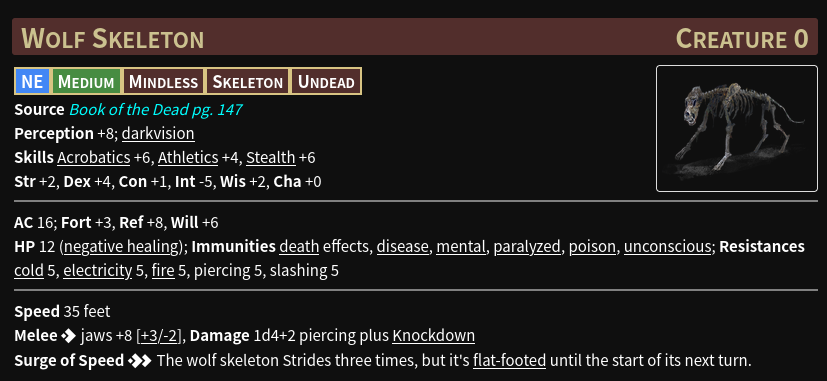 WOLF SKELETON CREATURE 0
NE MEDIUM MINDLESS SKELETON UNDEAD
Source Book of the Dead pg. 147
Perception +8; darkvision
Skills Acrobatics +6, Athletics +4, Stealth +6
Str +2, Dex +4, Con +1, Int -5, Wis +2, Cha +0
AC 16; Fort +3, Ref +8, Will +6
HP 12 (negative healing); Immunities death effects, disease, mental, paralyzed, poison, unconscious; Resistances
cold 5, electricity 5, fire 5, piercing 5, slashing 5
Speed 35 feet
Melee ◆ jaws +8 [+3/-2], Damage 1d4+2 piercing plus Knockdown
Surge of Speed ◆◆ The wolf skeleton Strides three times, but it's flat-footed until the start of its next turn.